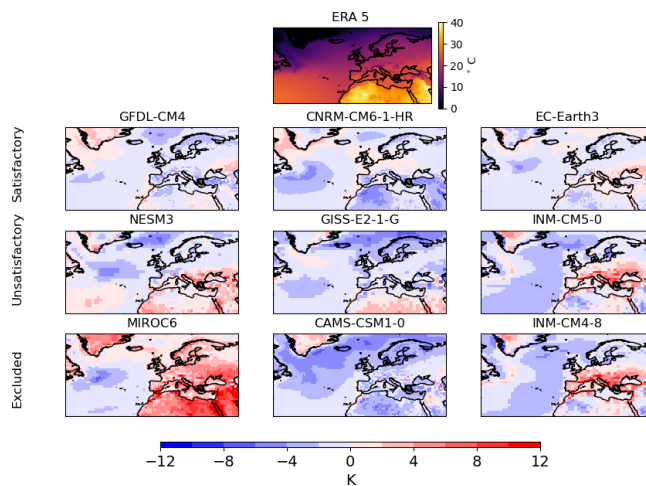 ERA 5
40
30
20
10
0
° C
GFDL-CM4
CNRM-CM6-1-HR
EC-Earth3
Satisfactory
NESM3
GISS-E2-1-G
INM-CM5-0
Unsatisfactory
MIROC6
CAMS-CSM1-0
INM-CM4-8
Excluded
−12 −8 −4 0 4 8 12
K